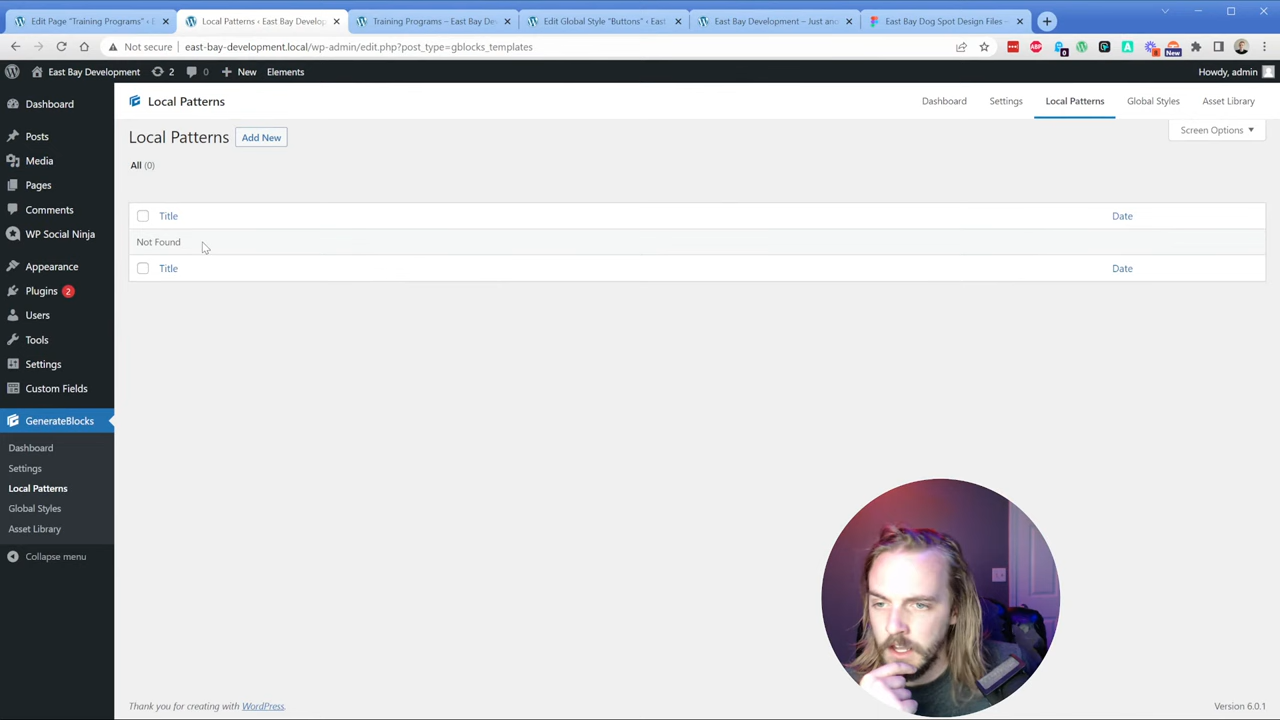 Edit Page "Training Programs" ‹ E
Local Patterns ‹ East Bay Develop
Training Programs – East Bay De
Edit Global Style "Buttons" ‹ East
East Bay Development – Just ano
East Bay Dog Spot Design Files –
Not secure
east-bay-development.local/wp-admin/edit.php?post_type=gblocks_templates
New
East Bay Development
2
0
New
Elements
Howdy, admin
Dashboard
Posts
Media
Pages
Comments
WP Social Ninja
Appearance
Plugins 2
Users
Tools
Settings
Custom Fields
GenerateBlocks
Dashboard
Settings
Local Patterns
Global Styles
Asset Library
Collapse menu
Local Patterns
Dashboard
Settings
Local Patterns
Global Styles
Asset Library
Screen Options
Local Patterns
Add New
All (0)
Title
Date
Not Found
Title
Date
Thank you for creating with WordPress.
Version 6.0.1